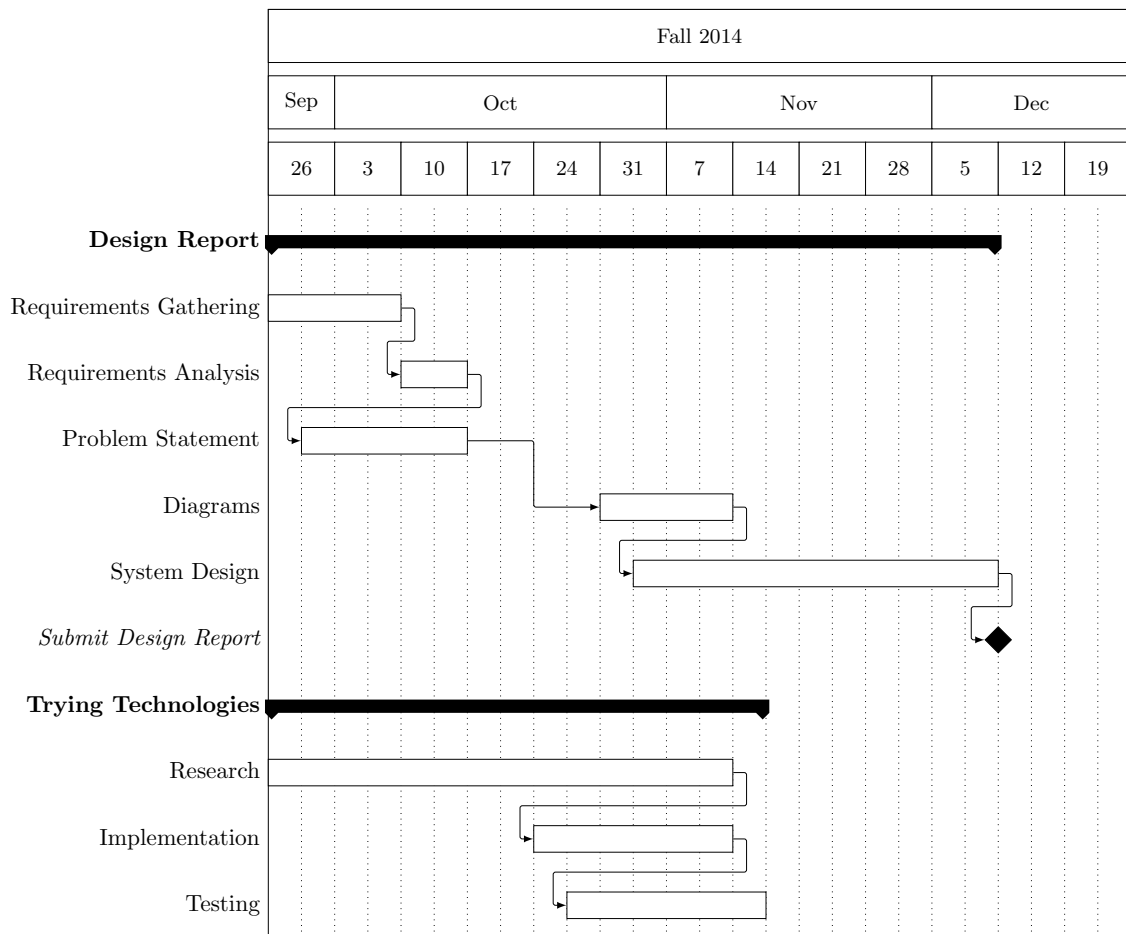 Fall 2014
Sep Oct Nov Dec
26 3 10 17 24 31 7 14 21 28 5 12 19
Design Report
Requirements Gathering
Requirements Analysis
Problem Statement
Diagrams
System Design
Submit Design Report
Trying Technologies
Research
Implementation
Testing